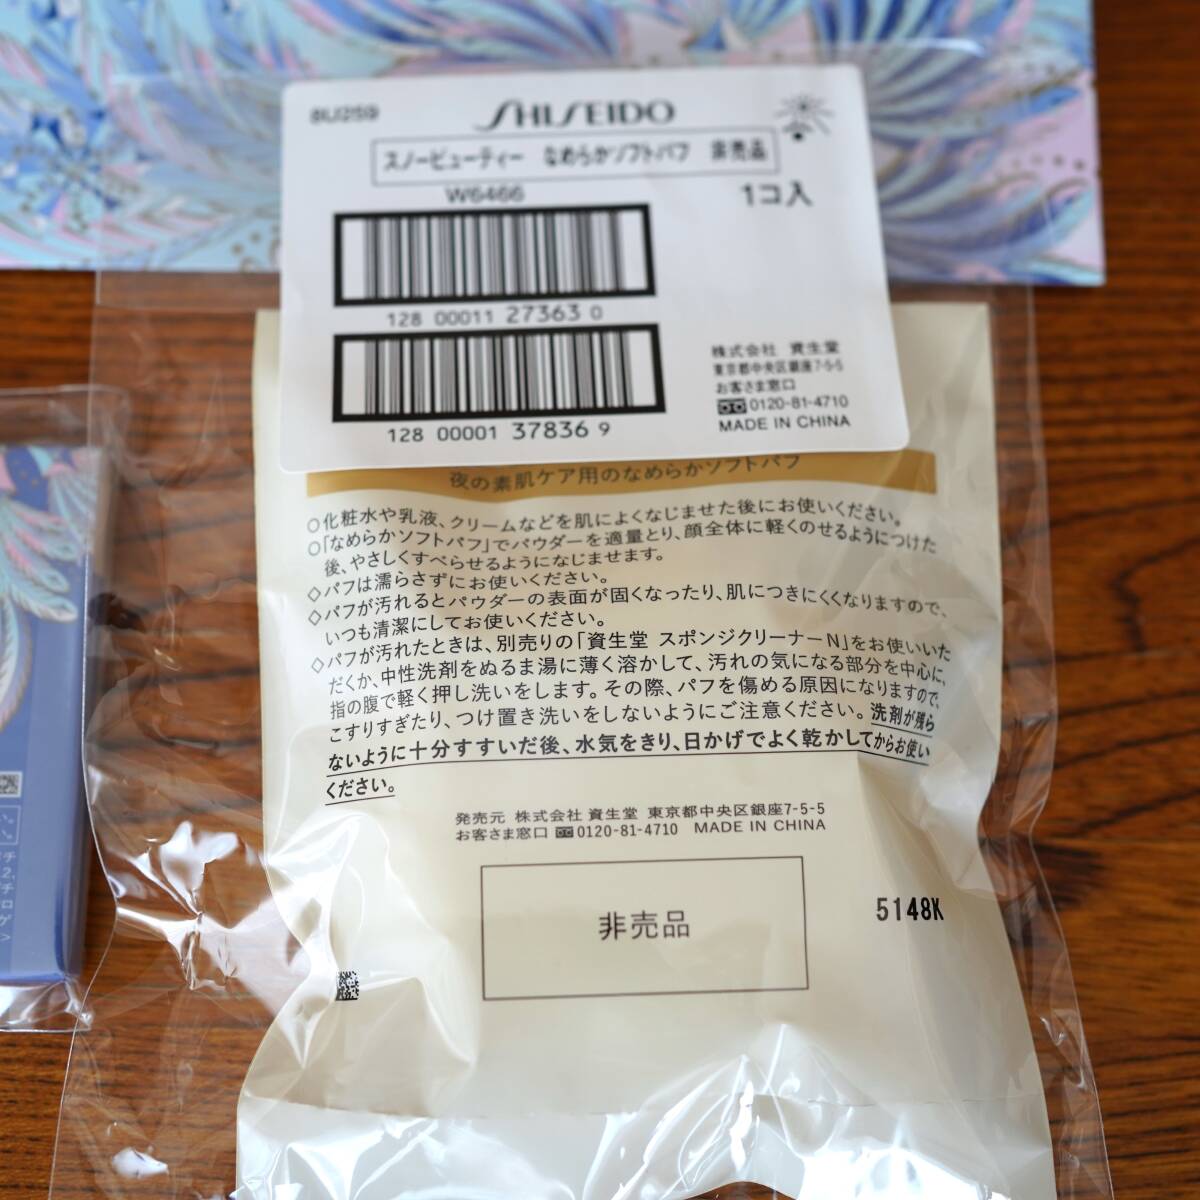 8U259
SHISEIDO
スノービューティー なめらかソフトパフ 非売品
W6466
1コ入
128 00011 27363 0
128 00001 37836 9
株式会社 資生堂
東京都中央区銀座7-5-5
お客さま窓口
0120-81-4710
MADE IN CHINA
夜の素肌ケア用のなめらかソフトパフ
○化粧水や乳液、クリームなどを肌によくなじませた後にお使いください。
○「なめらかソフトパフ」でパウダーを適量とり、顔全体に軽くのせるようにつけた
後、やさしくすべらせるようになじませます。
◇パフは濡らさずにお使いください。
◇パフが汚れるとパウダーの表面が固くなったり、肌につきにくくなりますので、
いつも清潔にしてお使いください。
◇パフが汚れたときは、別売りの「資生堂 スポンジクリーナーN」をお使いいた
だくか、中性洗剤をぬるま湯に薄く溶かして、汚れの気になる部分を中心に、
指の腹で軽く押し洗いをします。その際、パフを傷める原因になりますので、
こすりすぎたり、つけ置き洗いをしないようにご注意ください。洗剤が残ら
ないように十分すすいだ後、水気をきり、日かげでよく乾かしてからお使い
ください。
発売元 株式会社 資生堂 東京都中央区銀座7-5-5
お客さま窓口 0120-81-4710 MADE IN CHINA
非売品
5148K
チ
2,
チ
ロ
ゲ
>